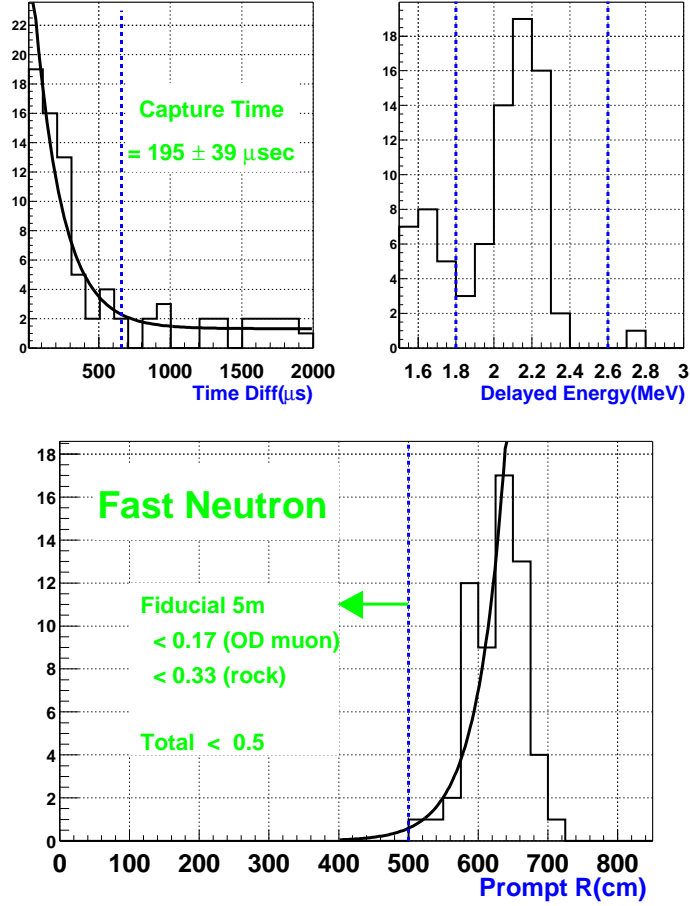 22
20
18
16
14
12
10
8
6
4
2
0
500 1000 1500 2000
Time Diff(μs)
Capture Time
= 195 ± 39 μsec
18
16
14
12
10
8
6
4
2
0
1.6 1.8 2 2.2 2.4 2.6 2.8 3
Delayed Energy(MeV)
18
16
14
12
10
8
6
4
2
0
0 100 200 300 400 500 600 700 800
Prompt R(cm)
Fast Neutron
Fiducial 5m
< 0.17 (OD muon)
< 0.33 (rock)
Total < 0.5